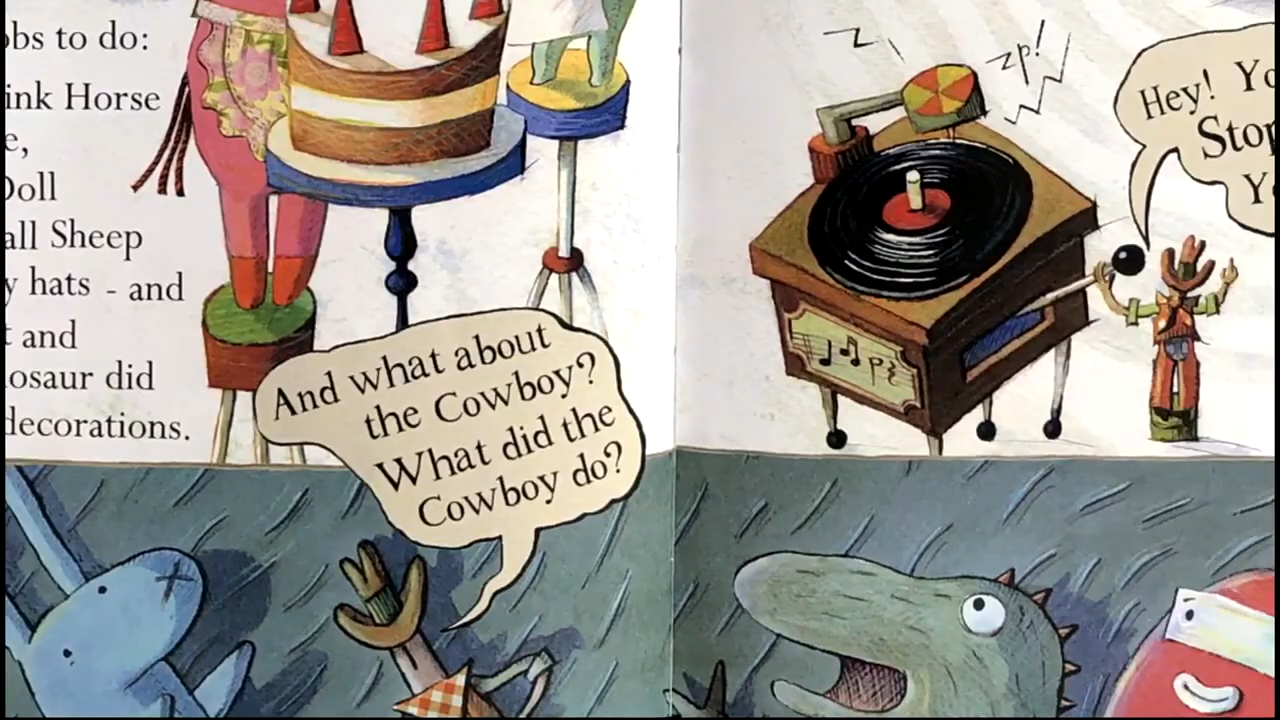 obs to do:
ink Horse
e,
Doll
all Sheep
y hats - and
t and
osaur did
decorations.
And what about
the Cowboy?
What did the
Cowboy do?
zp!
Hey! Yo
Stop
Yo